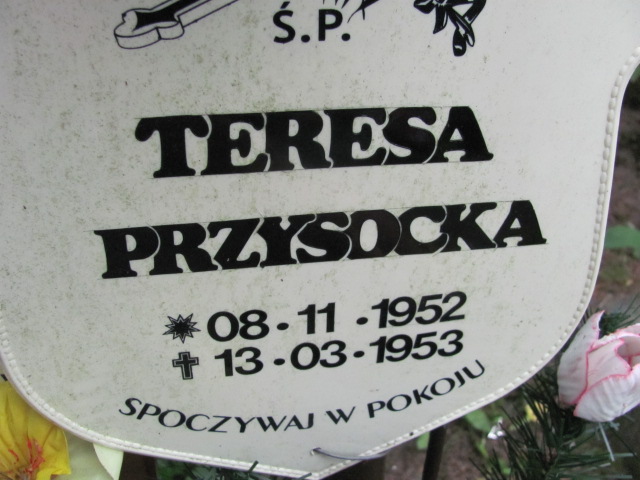 Ś.P.
TERESA
PRZYSOCKA
08·11·1952
13·03·1953
SPOCZYWAJ W POKOJU